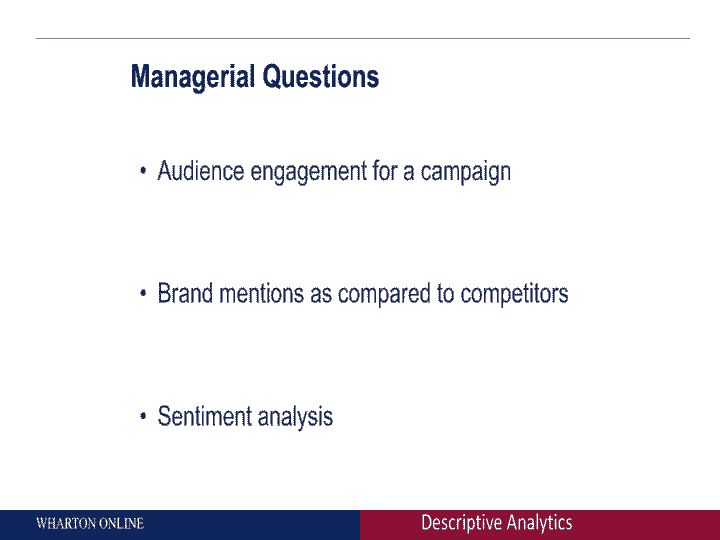 Managerial Questions
• Audience engagement for a campaign
• Brand mentions as compared to competitors
• Sentiment analysis
WHARTON ONLINE
Descriptive Analytics